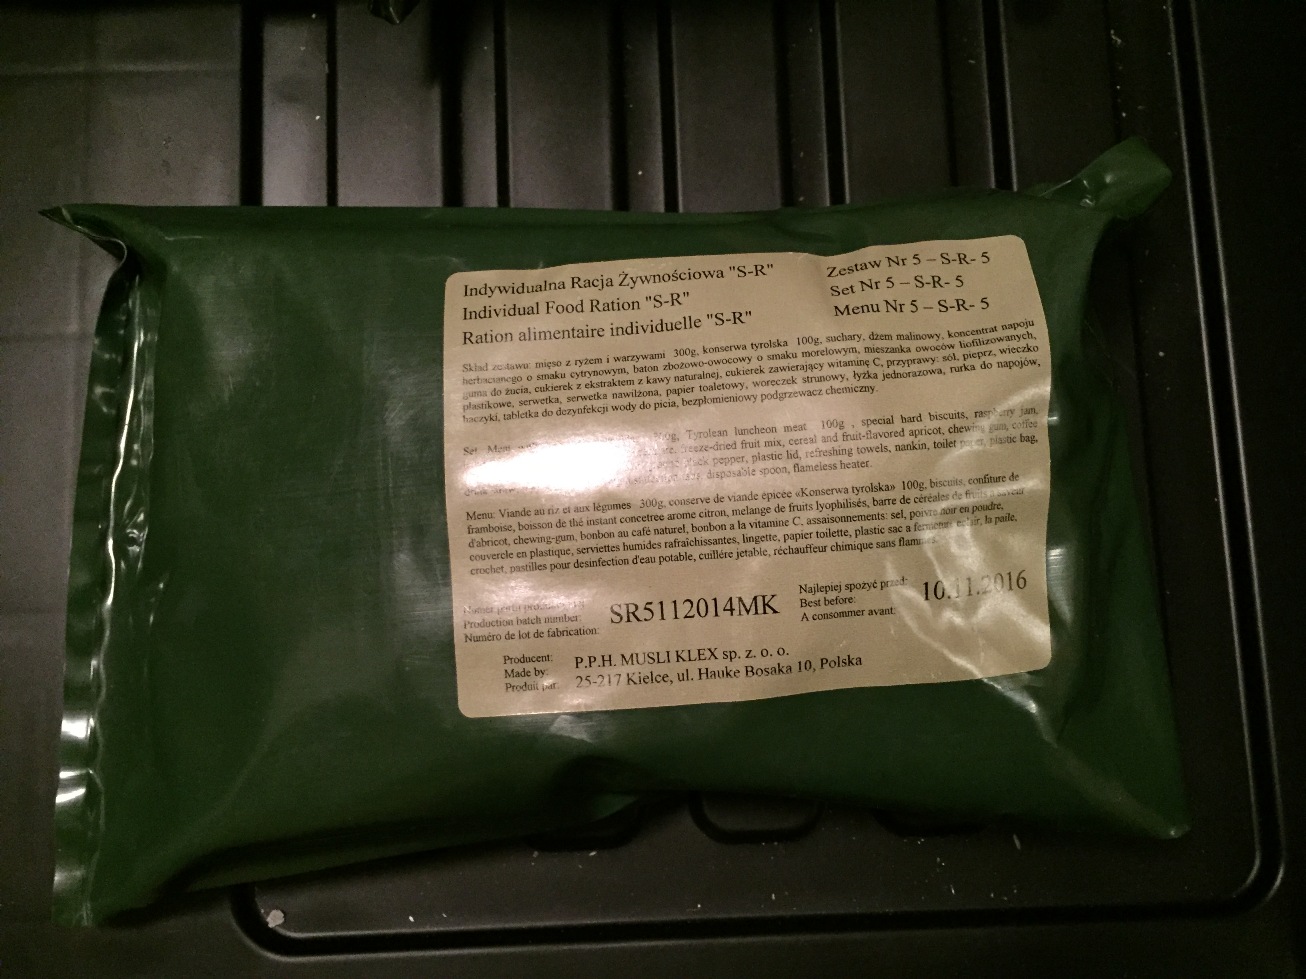 Indywidualna Racja Żywnościowa "S-R"
Individual Food Ration "S-R"
Ration alimentaire individuelle "S-R"
Zestaw Nr 5 – S-R- 5
Set Nr 5 – S-R- 5
Menu Nr 5 – S-R- 5
Skład zestawu: mięso z ryżem i warzywami 300g, konserwa tyrolska 100g, suchary, dżem malinowy, koncentrat napoju
herbacianego o smaku cytrynowym, baton zbożowo-owocowy o smaku morelowym, mieszanka owoców liofilizowanych,
guma do żucia, cukierek z ekstraktem z kawy naturalnej, cukierek zawierający witaminę C, przyprawy: sól, pieprz, wieczko
plastikowe, serwetka, serwetka nawilżona, papier toaletowy, woreczek strunowy, łyżka jednorazowa, rurka do napojów,
haczyki, tabletka do dezynfekcji wody do picia, bezpłomieniowy podgrzewacz chemiczny.
Set: Meat Tyrolean luncheon meat 100g , special hard biscuits, raspberry jam,
freeze-dried fruit mix, cereal and fruit-flavored apricot, chewing gum, coffee
pepper, plastic lid, refreshing towels, nankin, toilet paper, plastic bag,
disposable spoon, flameless heater.
Menu: Viande au riz et aux légumes 300g, conserve de viande épicée «Konserwa tyrolska» 100g, biscuits, confiture de
framboise, boisson de thé instant concetree arome citron, melange de fruits lyophilisés, barre de céréales de fruits a saveur
d'abricot, chewing-gum, bonbon au café naturel, bonbon a la vitamine C, assaisonnements: sel, poivre noir en poudre,
couvercle en plastique, serviettes humides rafraîchissantes, lingette, papier toilette, plastic sac a fermeture eclair, la paille,
crochet, pastilles pour desinfection d'eau potable, cuillére jetable, réchauffeur chimique sans flammes.
Numer partii produkcyjnej:
Production batch number:
Numéro de lot de fabrication:
SR5112014MK
Najlepiej spożyć przed:
Best before:
A consommer avant:
10.11.2016
Producent:
Made by:
Produit par:
P.P.H. MUSLI KLEX sp. z. o. o.
25-217 Kielce, ul. Hauke Bosaka 10, Polska